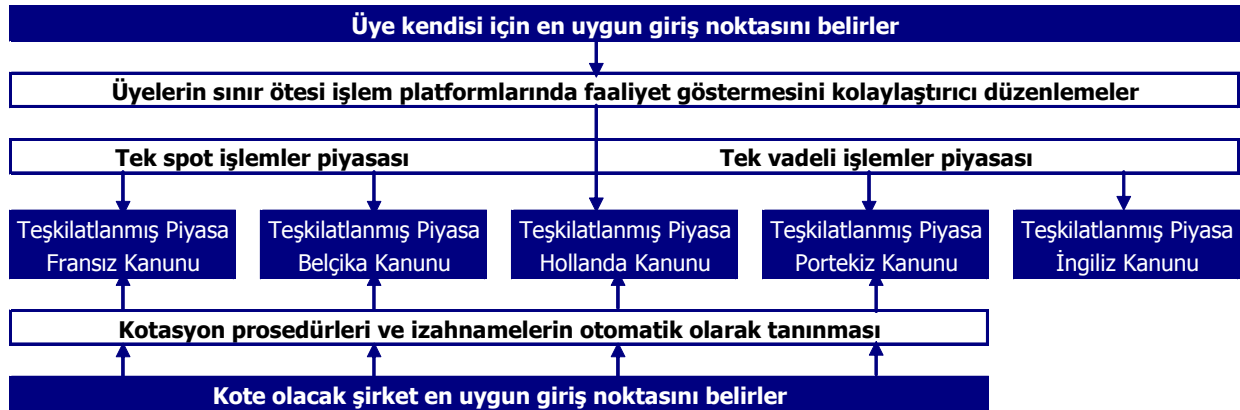 Üye kendisi için en uygun giriş noktasını belirler
Üyelerin sınır ötesi işlem platformlarında faaliyet göstermesini kolaylaştırıcı düzenlemeler
Tek spot işlemler piyasası
Tek vadeli işlemler piyasası
Teşkilatlanmış Piyasa
Fransız Kanunu
Teşkilatlanmış Piyasa
Belçika Kanunu
Teşkilatlanmış Piyasa
Hollanda Kanunu
Teşkilatlanmış Piyasa
Portekiz Kanunu
Teşkilatlanmış Piyasa
İngiliz Kanunu
Kotasyon prosedürleri ve izahnamelerin otomatik olarak tanınması
Kote olacak şirket en uygun giriş noktasını belirler